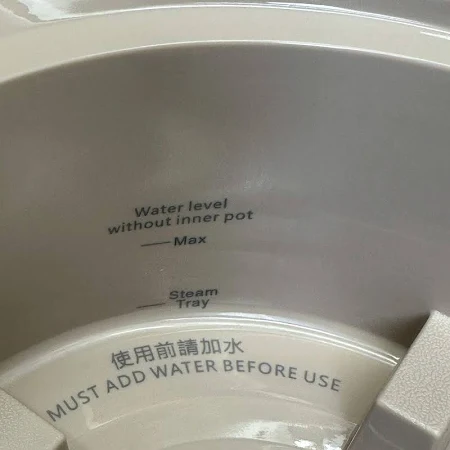 Water level
without inner pot
Max
Steam
Tray
使用前請加水
MUST ADD WATER BEFORE USE